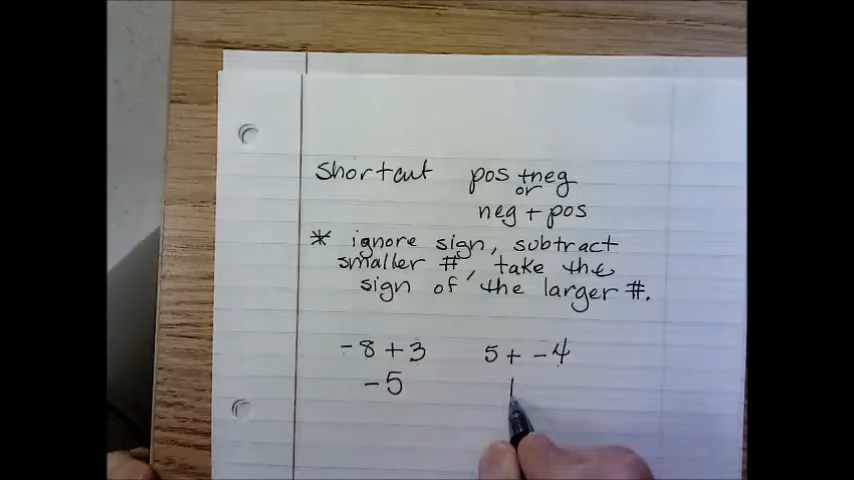 shortcut pos +neg
or
neg + pos
* ignore sign, subtract
smaller #, take the
sign of the larger #.
-8 + 3 5 + -4
-5 1